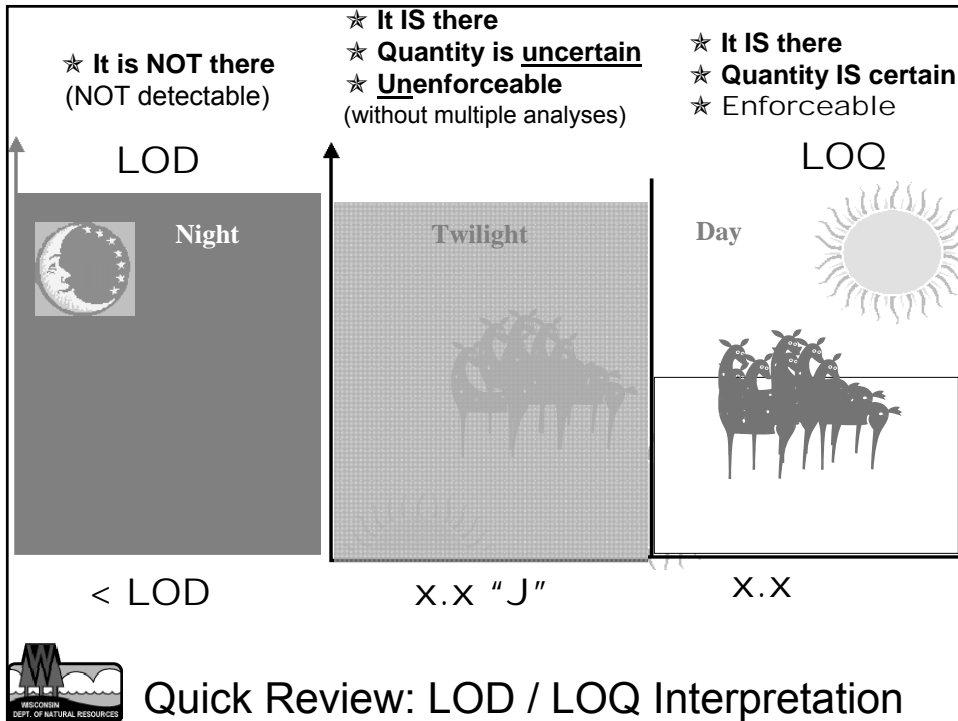 ✯ It is NOT there
(NOT detectable)
✯ It IS there
✯ Quantity is uncertain
✯ Unenforceable
(without multiple analyses)
✯ It IS there
✯ Quantity IS certain
✯ Enforceable
LOD
LOQ
Night
Twilight
Day
< LOD
x.x “J”
x.x
WISCONSIN
DEPT. OF NATURAL RESOURCES
Quick Review: LOD / LOQ Interpretation